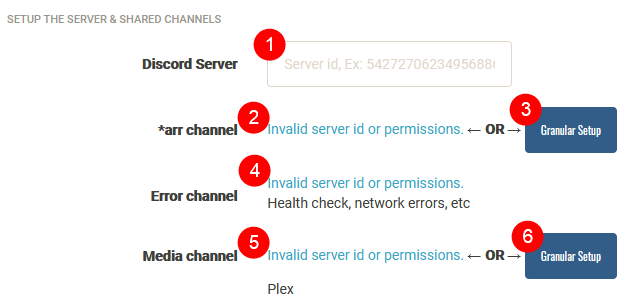 SETUP THE SERVER & SHARED CHANNELS
1
Discord Server Server id, Ex: 5427270623495688
2 3
*arr channel Invalid server id or permissions. ← OR → Granular Setup
4
Invalid server id or permissions.
Error channel Health check, network errors, etc
5 6
Media channel Invalid server id or permissions. ← OR → Granular Setup
Plex